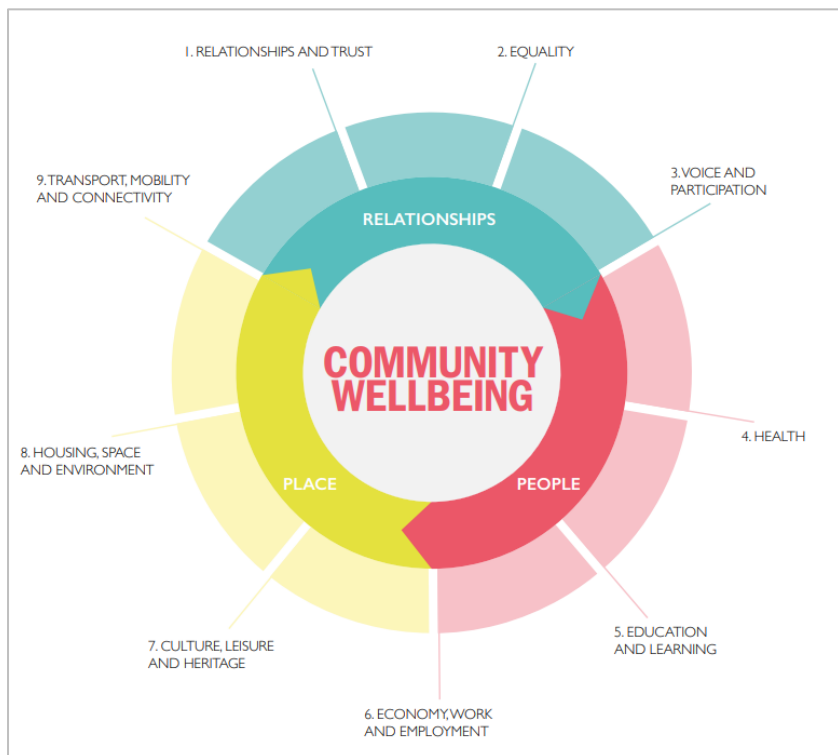 1. RELATIONSHIPS AND TRUST
2. EQUALITY
3. VOICE AND
PARTICIPATION
9. TRANSPORT, MOBILITY
AND CONNECTIVITY
RELATIONSHIPS
COMMUNITY
WELLBEING
4. HEALTH
8. HOUSING, SPACE
AND ENVIRONMENT
PLACE
PEOPLE
5. EDUCATION
AND LEARNING
7. CULTURE, LEISURE
AND HERITAGE
6. ECONOMY, WORK
AND EMPLOYMENT